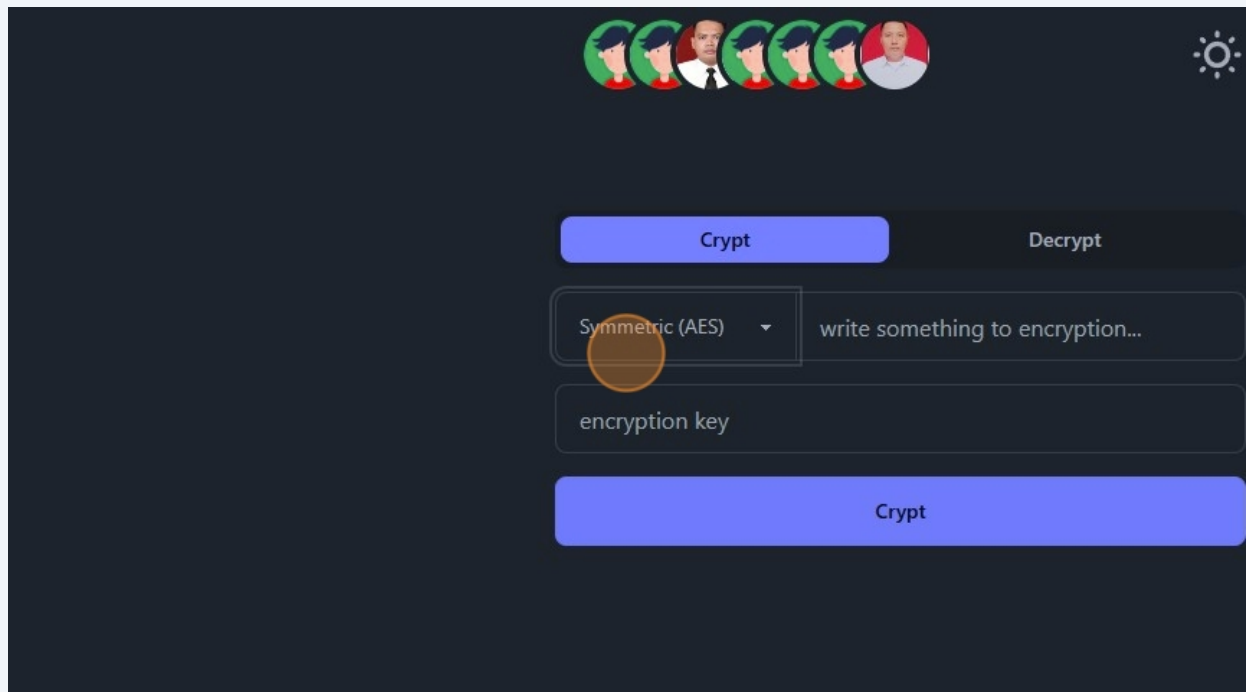 Crypt Decrypt
Symmetric (AES) write something to encryption...
encryption key
Crypt